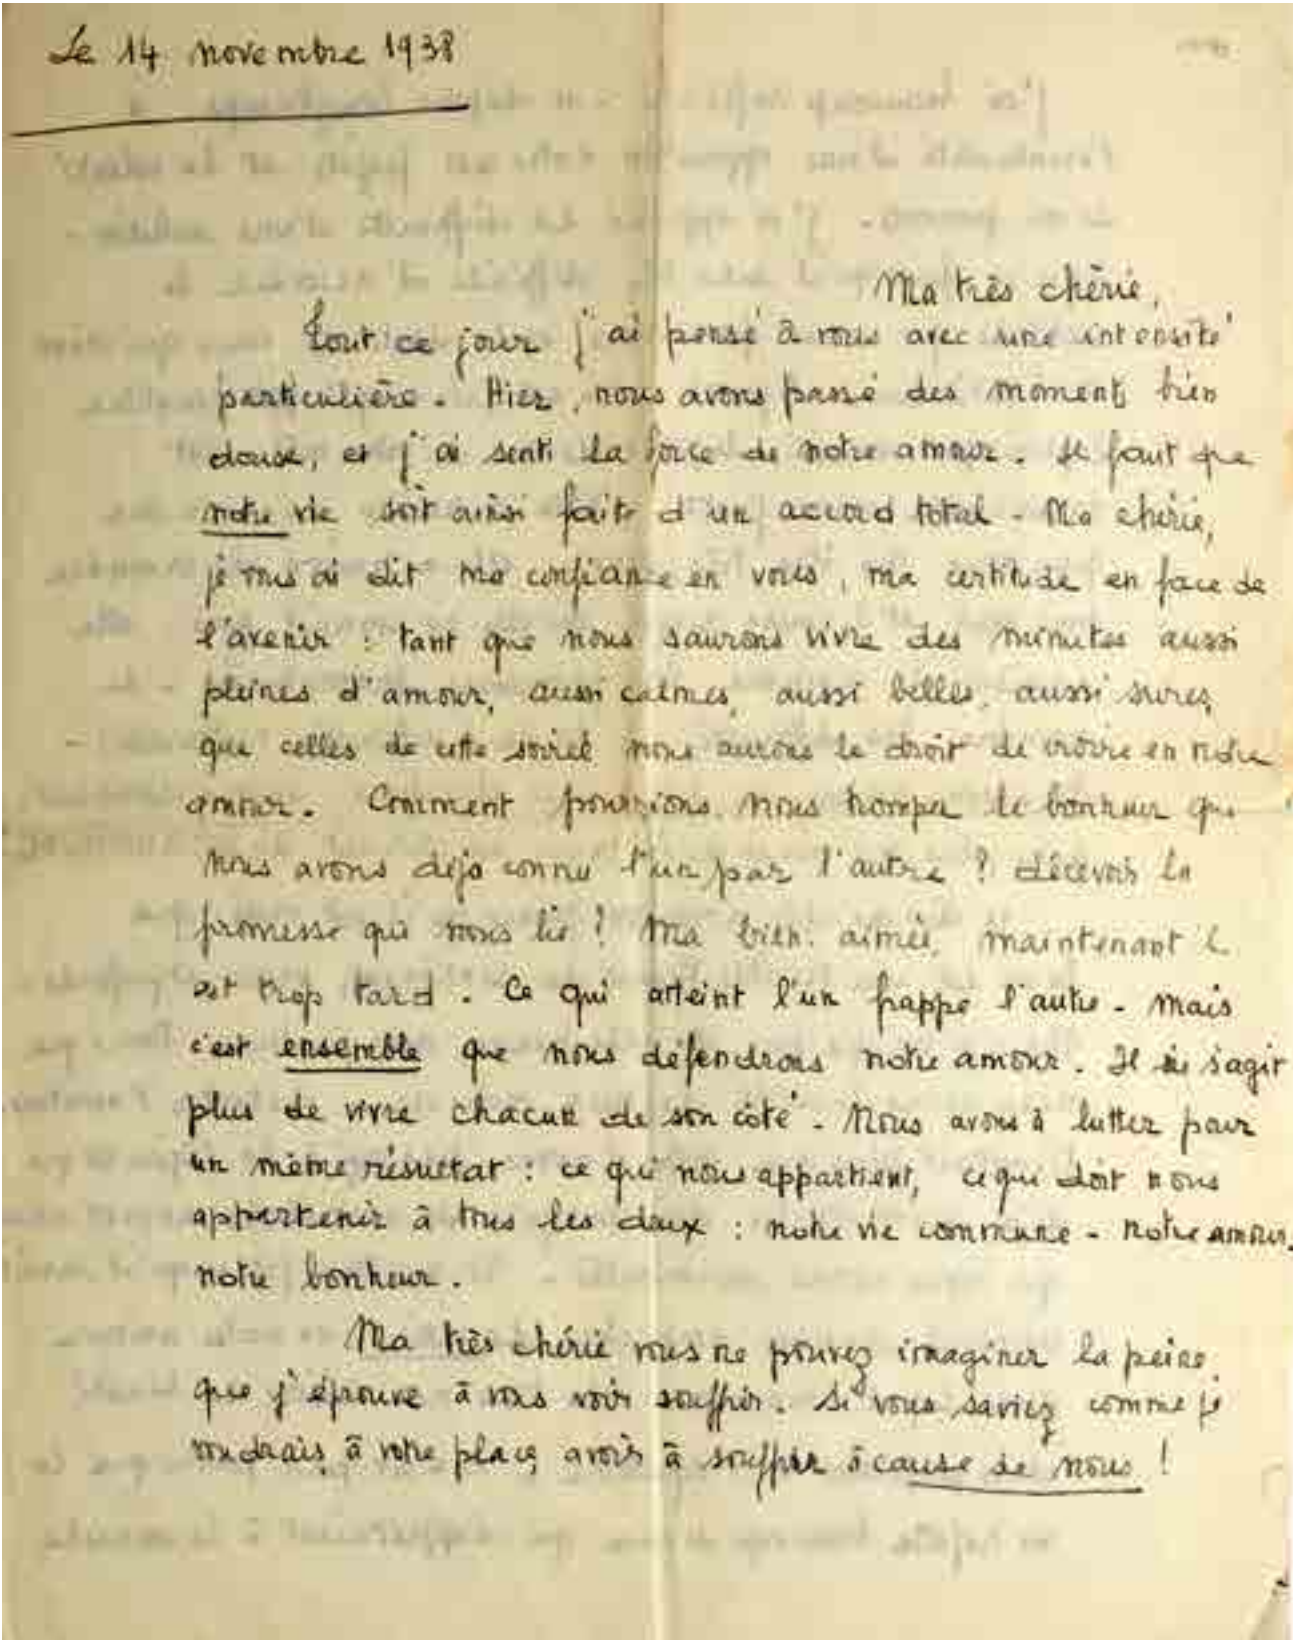 Le 14 novembre 1938
Ma très chérie,
Tout ce jour j'ai pensé à vous avec une intensité
particulière. Hier, nous avons passé des moments bien
doux, et j'ai senti la force de notre amour. Il faut que
notre vie soit ainsi faite d'un accord total - Ma chérie,
je vous ai dit ma confiance en vous, ma certitude en face de
l'avenir : tant que nous saurons vivre des minutes aussi
pleines d'amour, aussi calmes, aussi belles, aussi sures,
que celles de cette soirée nous aurons le droit de croire en notre
amour. Comment pourrions nous tromper le bonheur que
nous avons déjà connu l'un par l'autre ? décevoir la
promesse qui nous lie ? Ma bien aimée, maintenant il
est trop tard. Ce qui atteint l'un frappe l'autre - Mais
c'est ensemble que nous défendrons notre amour. Il ne s'agit
plus de vivre chacun de son côté - Nous avons à lutter pour
un même résultat : ce qui nous appartient, ce qui doit nous
appartenir à tous les deux : notre vie commune - notre amour,
notre bonheur.
Ma très chérie vous ne pouvez imaginer la peine
que j'éprouve à vous voir souffrir. Si vous saviez comme je
voudrais, à votre place, avoir à souffrir à cause de nous !